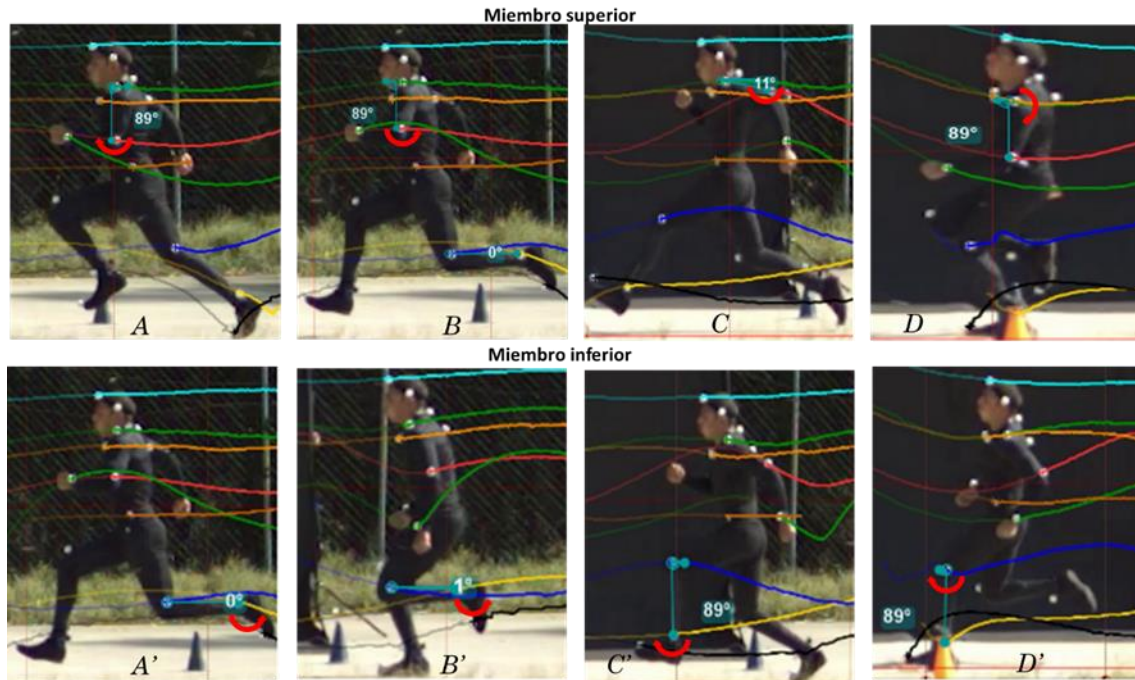 Miembro superior
89°
A
89°
0°
B
11°
C
89°
D
Miembro inferior
0°
A'
1°
B'
89°
C'
89°
D'